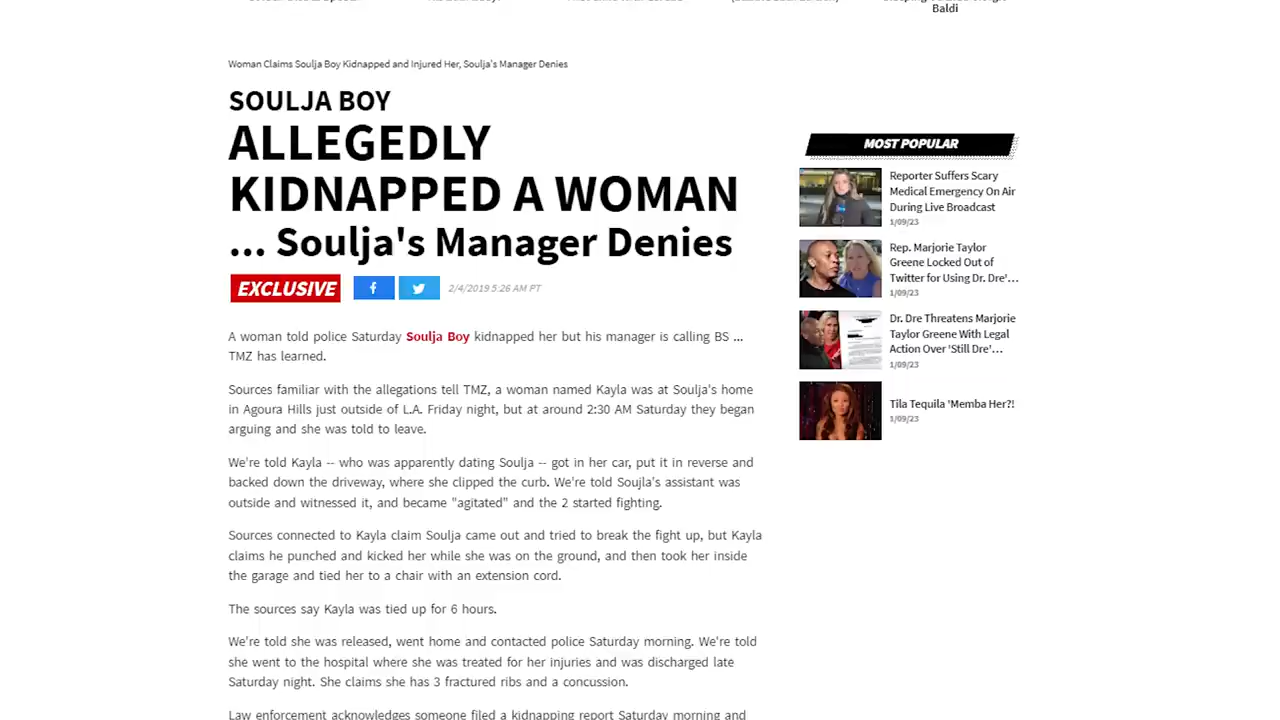 Baldi
Woman Claims Soulja Boy Kidnapped and Injured Her, Soulja's Manager Denies
SOULJA BOY
ALLEGEDLY
KIDNAPPED A WOMAN
... Soulja's Manager Denies
EXCLUSIVE
2/4/2019 5:26 AM PT
A woman told police Saturday Soulja Boy kidnapped her but his manager is calling BS ...
TMZ has learned.
Sources familiar with the allegations tell TMZ, a woman named Kayla was at Soulja's home
in Agoura Hills just outside of L.A. Friday night, but at around 2:30 AM Saturday they began
arguing and she was told to leave.
We're told Kayla -- who was apparently dating Soulja -- got in her car, put it in reverse and
backed down the driveway, where she clipped the curb. We're told Soujla's assistant was
outside and witnessed it, and became "agitated" and the 2 started fighting.
Sources connected to Kayla claim Soulja came out and tried to break the fight up, but Kayla
claims he punched and kicked her while she was on the ground, and then took her inside
the garage and tied her to a chair with an extension cord.
The sources say Kayla was tied up for 6 hours.
We're told she was released, went home and contacted police Saturday morning. We're told
she went to the hospital where she was treated for her injuries and was discharged late
Saturday night. She claims she has 3 fractured ribs and a concussion.
Law enforcement acknowledges someone filed a kidnapping report Saturday morning and
MOST POPULAR
Reporter Suffers Scary
Medical Emergency On Air
During Live Broadcast
1/09/23
Rep. Marjorie Taylor
Greene Locked Out of
Twitter for Using Dr. Dre'...
1/09/23
Dr. Dre Threatens Marjorie
Taylor Greene With Legal
Action Over 'Still Dre'...
1/09/23
Tila Tequila 'Memba Her?!
1/09/23